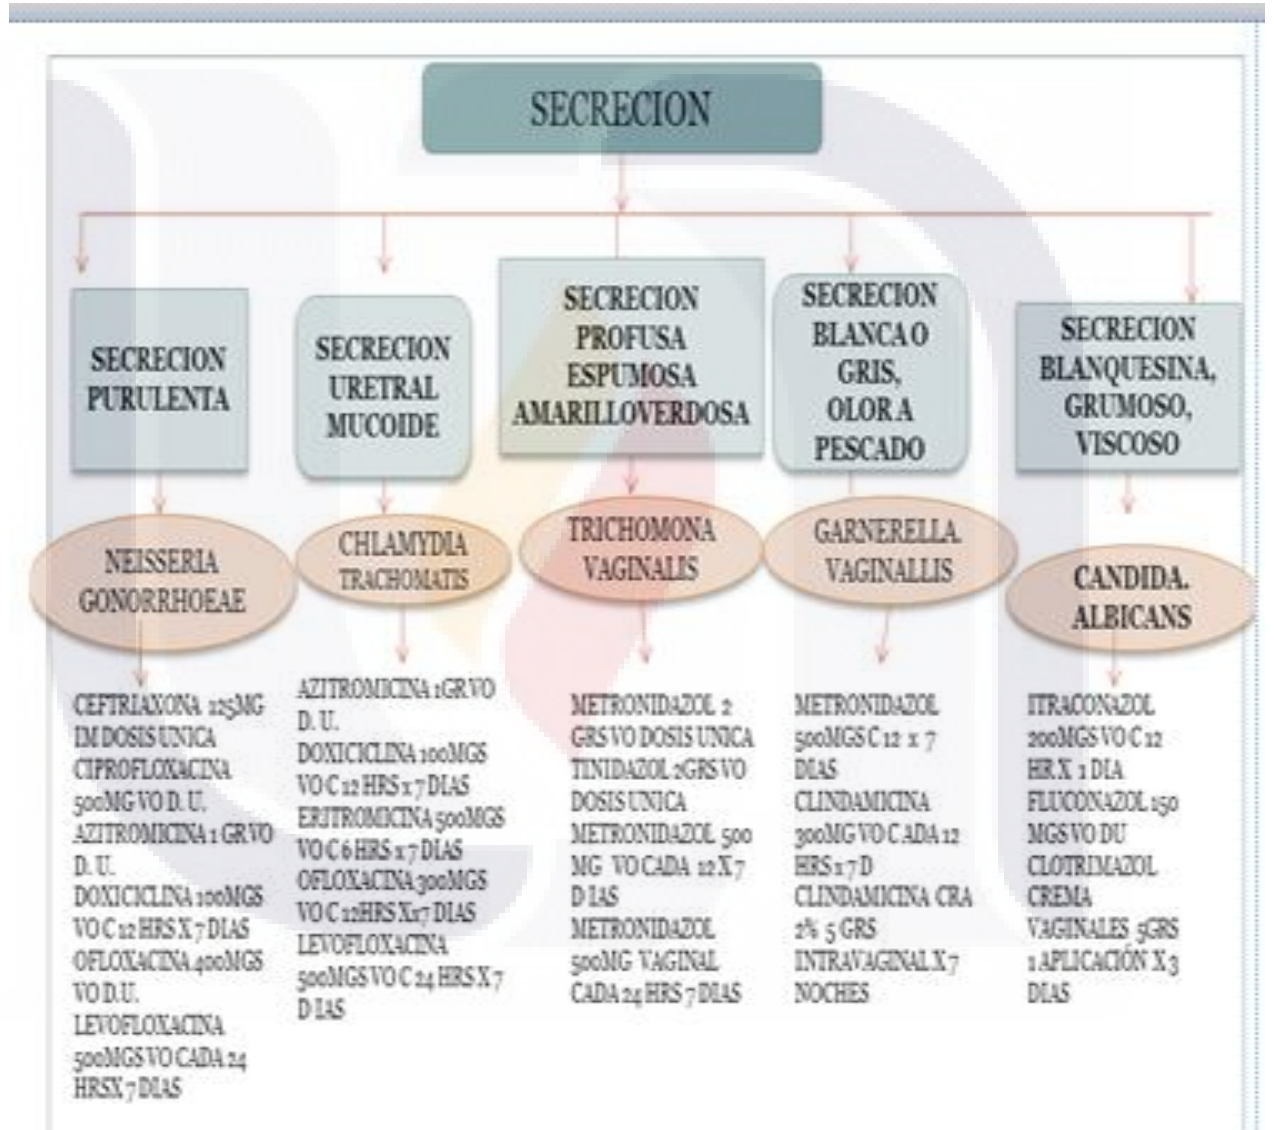 SECRECION
SECRECION
PURULENTA
SECRECION
URETRAL
MUCOIDE
SECRECION
PROFUSA
ESPUMOSA
AMARILLOVERDOSA
SECRECION
BLANCA O
GRIS,
OLOR A
PESCADO
SECRECION
BLANQUESINA,
GRUMOSO,
VISCOSO
NEISSERIA
GONORRHOEAE
CHLAMYDIA
TRACHOMATIS
TRICHOMONA
VAGINALIS
GARNERELLA.
VAGINALLIS
CANDIDA.
ALBICANS
CEFTRIAXONA 125MG
IM DOSIS UNICA
CIPROFLOXACINA
500MG VO D. U.
AZITROMICINA 1 GR VO
D. U.
DOXICICLINA 100MGS
VO C 12 HRS X 7 DIAS
OFLOXACINA 400MGS
VO D.U.
LEVOFLOXACINA
500MGS VO CADA 24
HRSX 7 DIAS
AZITROMICINA 1GR VO
D. U.
DOXICICLINA 100MGS
VO C 12 HRS x 7 DIAS
ERITROMICINA 500MGS
VO C 6 HRS x 7 DIAS
OFLOXACINA 300MGS
VO C 12HRS Xx7 DIAS
LEVOFLOXACINA
500MGS VO C 24 HRS X 7
D IAS
METRONIDAZOL 2
GRS VO DOSIS UNICA
TINIDAZOL 2GRS VO
DOSIS UNICA
METRONIDAZOL 500
MG VO CADA 12 X 7
D IAS
METRONIDAZOL
500MG VAGINAL
CADA 24 HRS 7 DIAS
METRONIDAZOL
500MGS C 12 x 7
DIAS
CLINDAMICINA
300MG VO CADA 12
HRS x 7 D
CLINDAMICINA CRA
2% 5 GRS
INTRAVAGINAL X 7
NOCHES
ITRACONAZOL
200MGS VO C 12
HR X 1 DIA
FLUCONAZOL 150
MGS VO DU
CLOTRIMAZOL
CREMA
VAGINALES 5GRS
1 APLICACIÓN X 3
DIAS